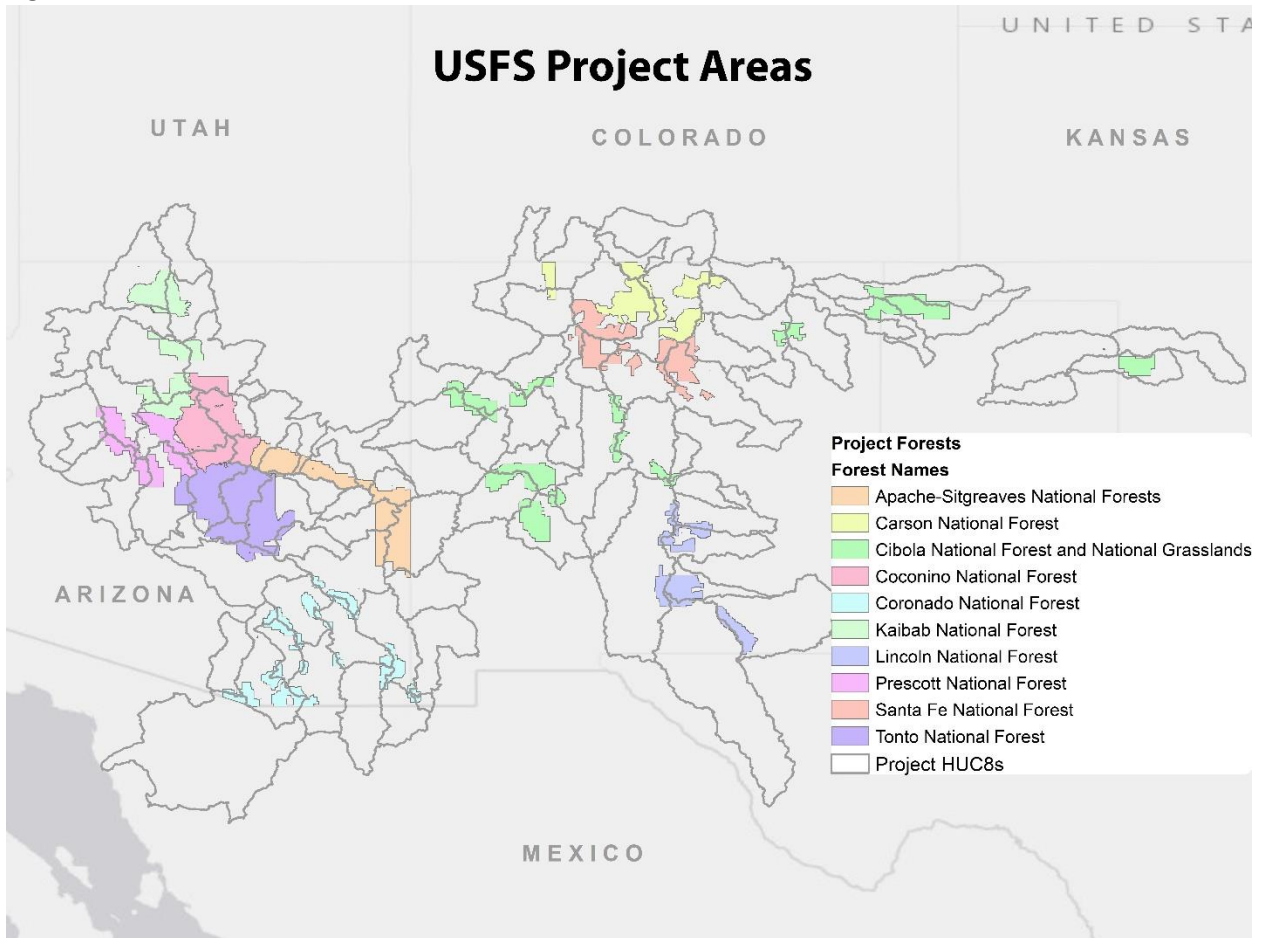 UNITED STA
USFS Project Areas
UTAH
COLORADO
KANSAS
Project Forests
Forest Names
Apache-Sitgreaves National Forests
Carson National Forest
Cibola National Forest and National Grasslands
Coconino National Forest
Coronado National Forest
Kaibab National Forest
Lincoln National Forest
Prescott National Forest
Santa Fe National Forest
Tonto National Forest
Project HUC8s
ARIZONA
MEXICO